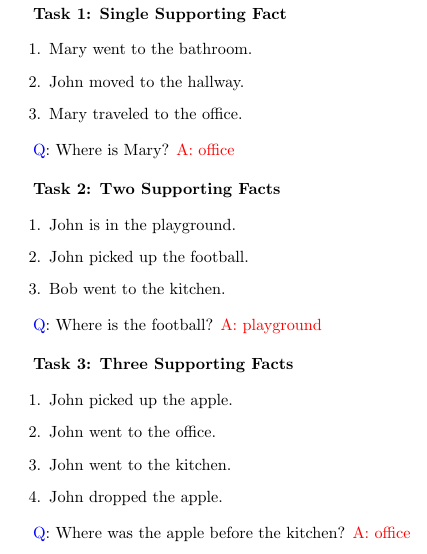 Task 1: Single Supporting Fact
1. Mary went to the bathroom.
2. John moved to the hallway.
3. Mary traveled to the office.
Q: Where is Mary? A: office
Task 2: Two Supporting Facts
1. John is in the playground.
2. John picked up the football.
3. Bob went to the kitchen.
Q: Where is the football? A: playground
Task 3: Three Supporting Facts
1. John picked up the apple.
2. John went to the office.
3. John went to the kitchen.
4. John dropped the apple.
Q: Where was the apple before the kitchen? A: office